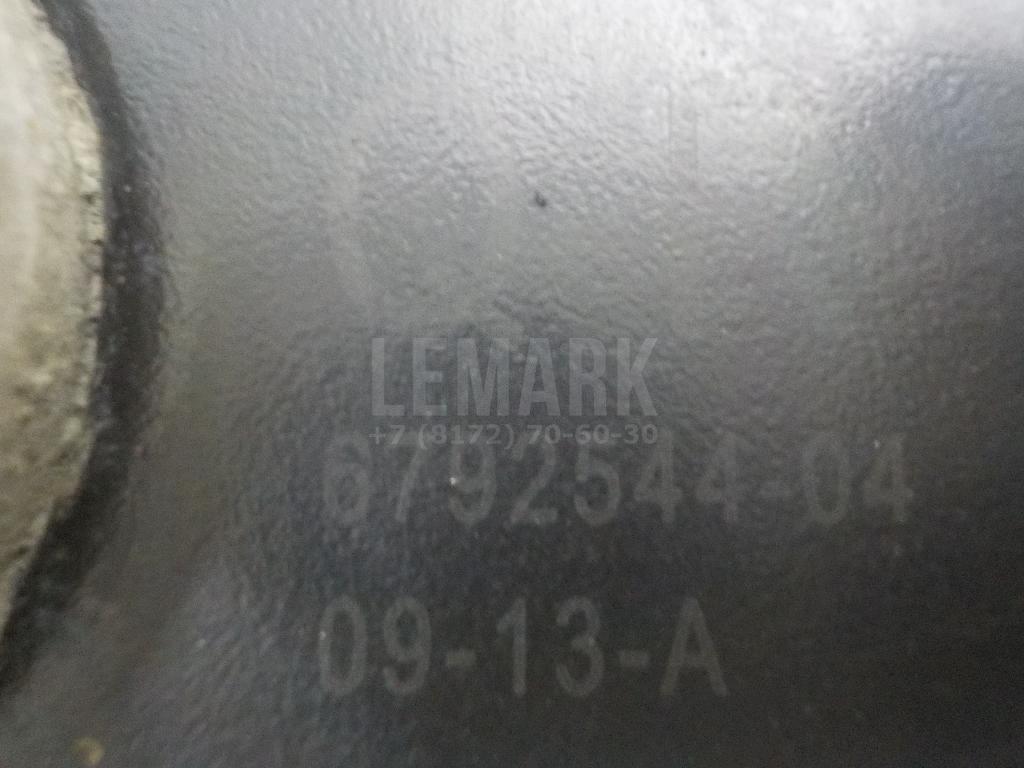 LEMARK
+7 (8172) 70-60-30
6792544-04
09-13-A